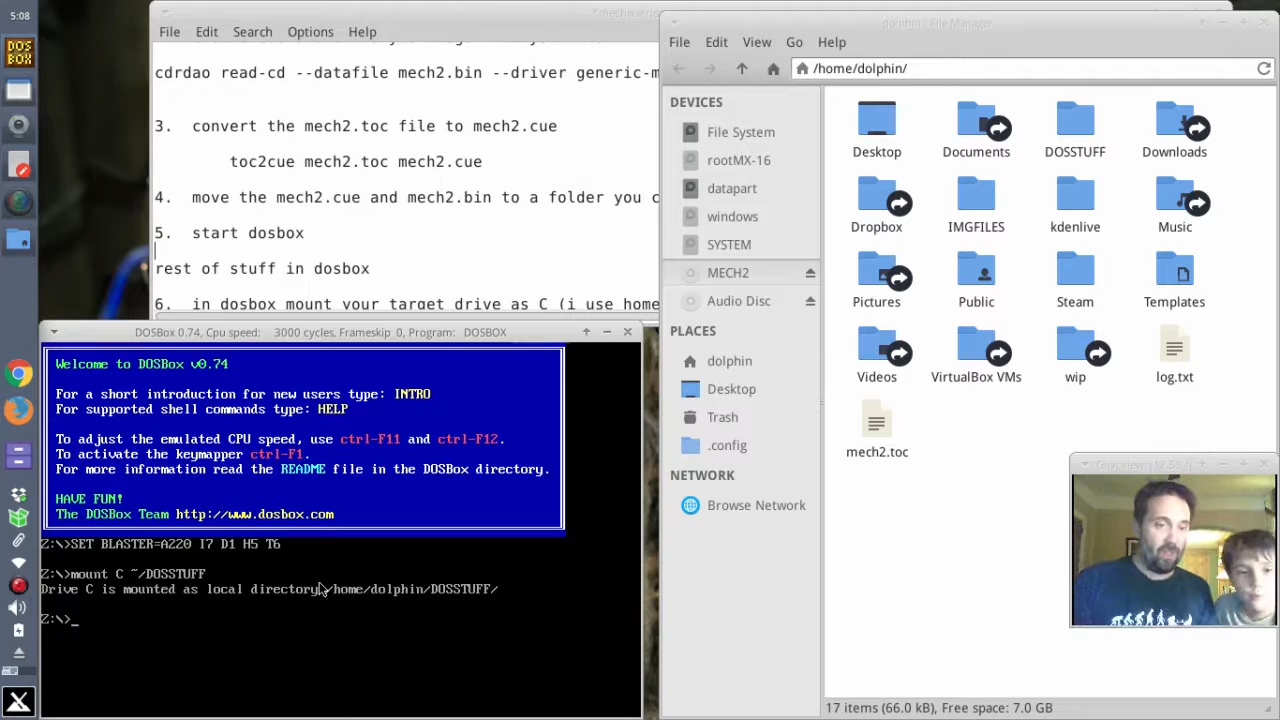 5:08
DOS
BOX
*mechwarrio
File Edit Search Options Help
cdrdao read-cd --datafile mech2.bin --driver generic-m
3. convert the mech2.toc file to mech2.cue
toc2cue mech2.toc mech2.cue
4. move the mech2.cue and mech2.bin to a folder you c
5. start dosbox
rest of stuff in dosbox
6. in dosbox mount your target drive as C (i use home
DOSBox 0.74, Cpu speed: 3000 cycles, Frameskip 0, Program: DOSBOX
Welcome to DOSBox v0.74
For a short introduction for new users type: INTRO
For supported shell commands type: HELP
To adjust the emulated CPU speed, use ctrl-F11 and ctrl-F12.
To activate the keymapper ctrl-F1.
For more information read the README file in the DOSBox directory.
HAVE FUN!
The DOSBox Team http://www.dosbox.com
Z:\>SET BLASTER=A220 I7 D1 H5 T6
Z:\>mount C ~/DOSSTUFF
Drive C is mounted as local directory /home/dolphin/DOSSTUFF/
Z:\>_
dolphin - File Manager
File Edit View Go Help
/home/dolphin/
DEVICES
File System
rootMX-16
datapart
windows
SYSTEM
MECH2
Audio Disc
PLACES
dolphin
Desktop
Trash
.config
NETWORK
Browse Network
Desktop Documents DOSSTUFF Downloads
Dropbox IMGFILES kdenlive Music
Pictures Public Steam Templates
Videos VirtualBox VMs wip log.txt
mech2.toc
17 items (66.0 kB), Free space: 7.0 GB